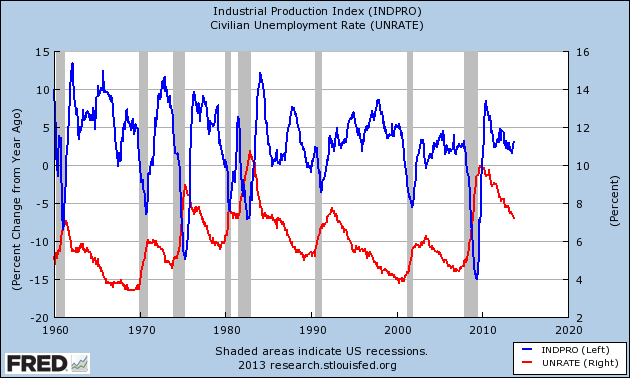 Industrial Production Index (INDPRO)
Civilian Unemployment Rate (UNRATE)
15
10
5
0
-5
-10
-15
-20
(Percent Change from Year Ago)
16
14
12
10
8
6
4
2
(Percent)
1960 1970 1980 1990 2000 2010 2020
Shaded areas indicate US recessions.
2013 research.stlouisfed.org
FRED
INDPRO (Left)
UNRATE (Right)